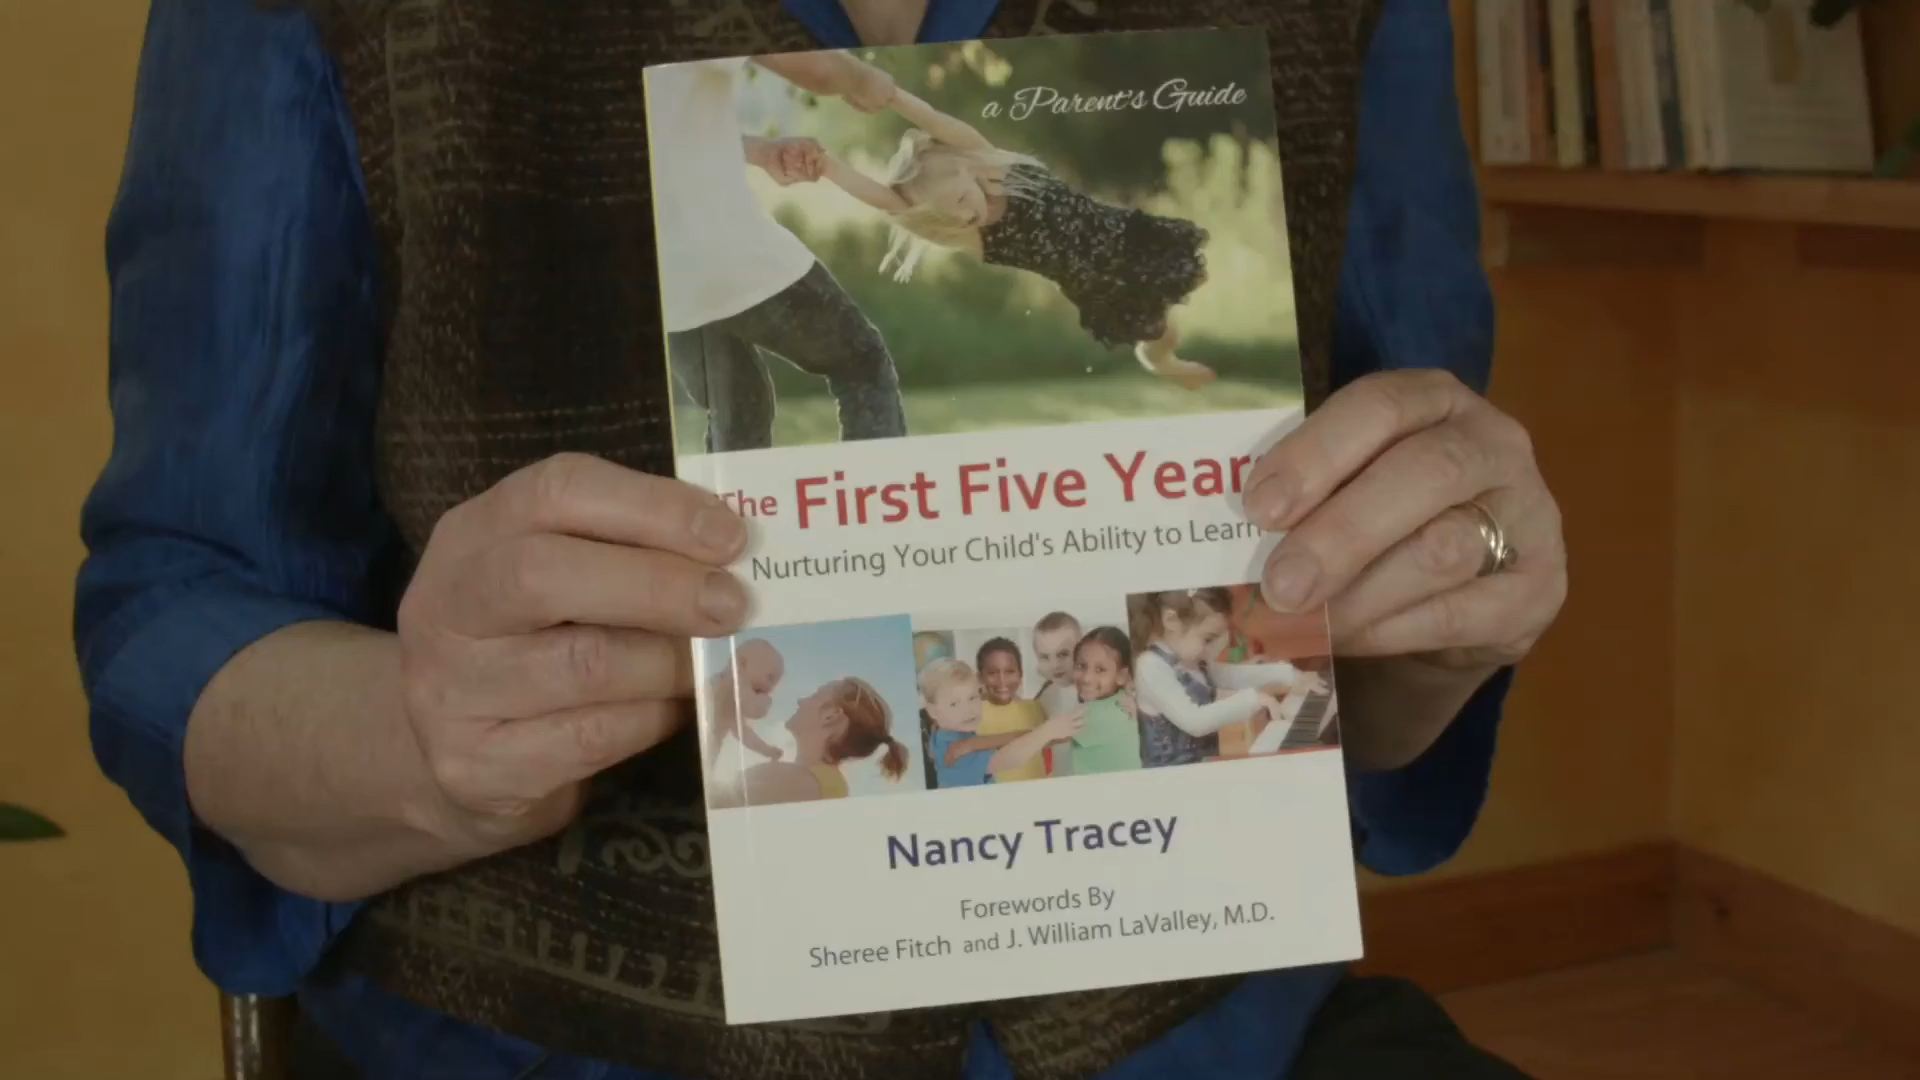 a Parent's Guide
The First Five Year
Nurturing Your Child's Ability to Learn
Nancy Tracey
Forewords By
Sheree Fitch and J. William LaValley, M.D.